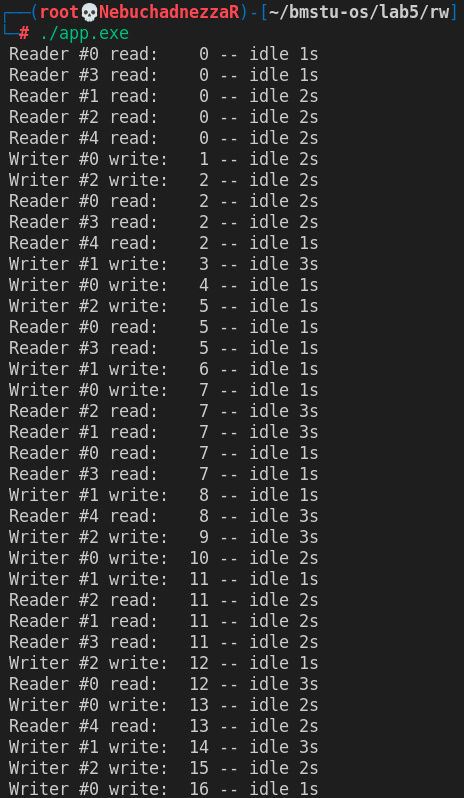 ┌──(root💀NebuchadnezzaR)-[~/bmstu-os/lab5/rw]
└─# ./app.exe
Reader #0 read:    0 -- idle 1s
Reader #3 read:    0 -- idle 1s
Reader #1 read:    0 -- idle 2s
Reader #2 read:    0 -- idle 2s
Reader #4 read:    0 -- idle 2s
Writer #0 write:   1 -- idle 2s
Writer #2 write:   2 -- idle 2s
Reader #0 read:    2 -- idle 2s
Reader #3 read:    2 -- idle 2s
Reader #4 read:    2 -- idle 1s
Writer #1 write:   3 -- idle 3s
Writer #0 write:   4 -- idle 1s
Writer #2 write:   5 -- idle 1s
Reader #0 read:    5 -- idle 1s
Reader #3 read:    5 -- idle 1s
Writer #1 write:   6 -- idle 1s
Writer #0 write:   7 -- idle 1s
Reader #2 read:    7 -- idle 3s
Reader #1 read:    7 -- idle 3s
Reader #0 read:    7 -- idle 1s
Reader #3 read:    7 -- idle 1s
Writer #1 write:   8 -- idle 1s
Reader #4 read:    8 -- idle 3s
Writer #2 write:   9 -- idle 3s
Writer #0 write:  10 -- idle 2s
Writer #1 write:  11 -- idle 1s
Reader #2 read:   11 -- idle 2s
Reader #1 read:   11 -- idle 2s
Reader #3 read:   11 -- idle 2s
Writer #2 write:  12 -- idle 1s
Reader #0 read:   12 -- idle 3s
Writer #0 write:  13 -- idle 2s
Reader #4 read:   13 -- idle 2s
Writer #1 write:  14 -- idle 3s
Writer #2 write:  15 -- idle 2s
Writer #0 write:  16 -- idle 1s